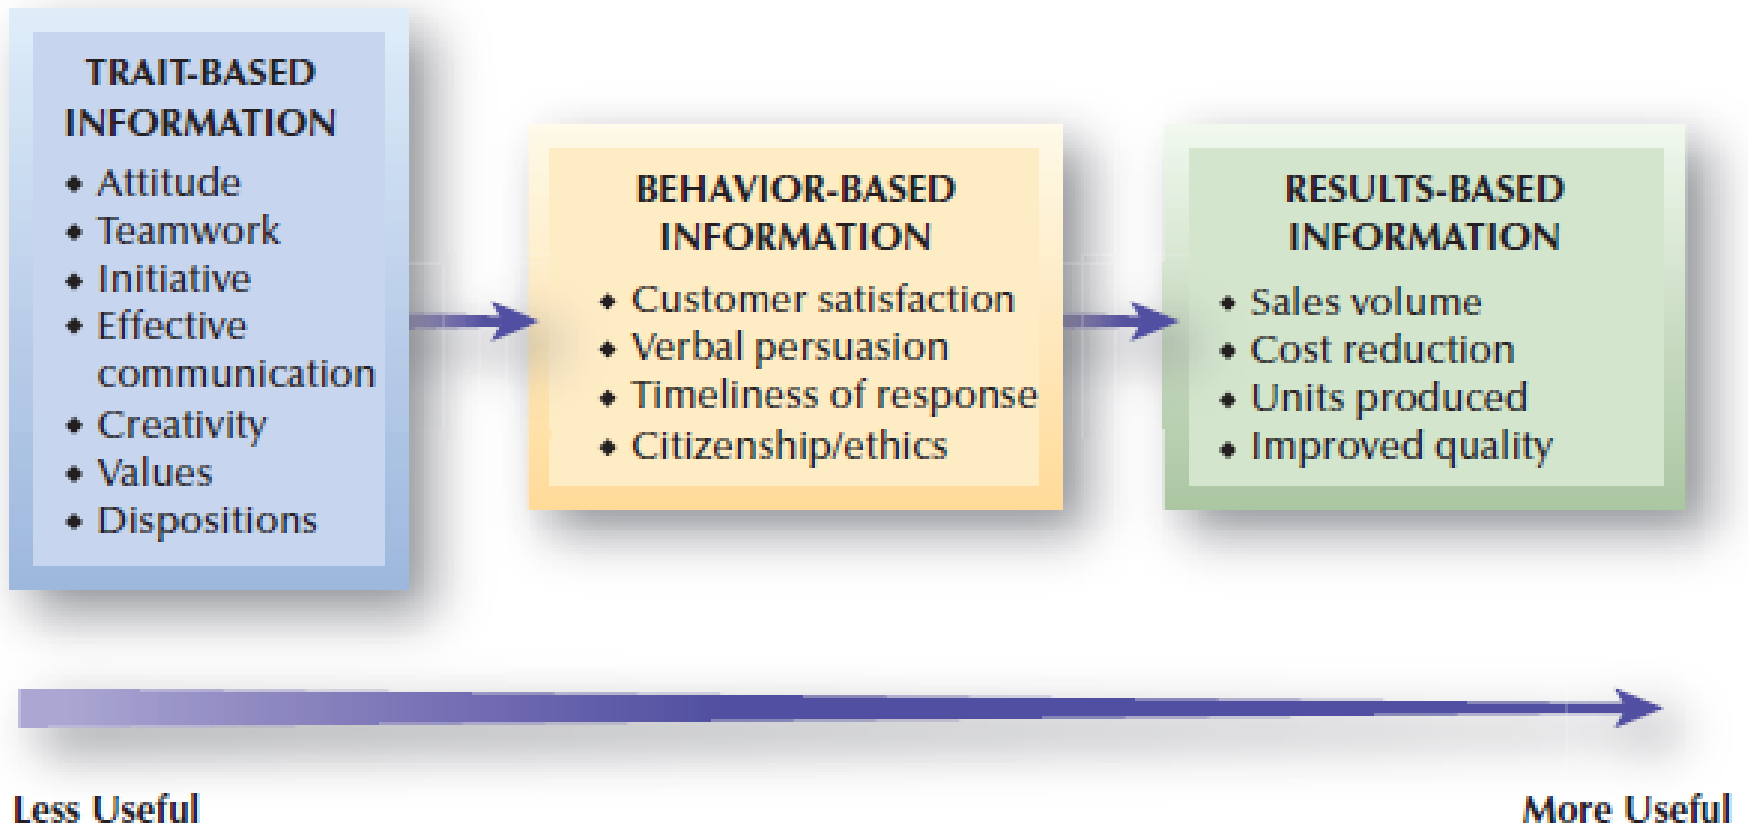 TRAIT-BASED
INFORMATION
◆ Attitude
◆ Teamwork
◆ Initiative
◆ Effective
communication
◆ Creativity
◆ Values
◆ Dispositions
BEHAVIOR-BASED
INFORMATION
◆ Customer satisfaction
◆ Verbal persuasion
◆ Timeliness of response
◆ Citizenship/ethics
RESULTS-BASED
INFORMATION
◆ Sales volume
◆ Cost reduction
◆ Units produced
◆ Improved quality
Less Useful
More Useful